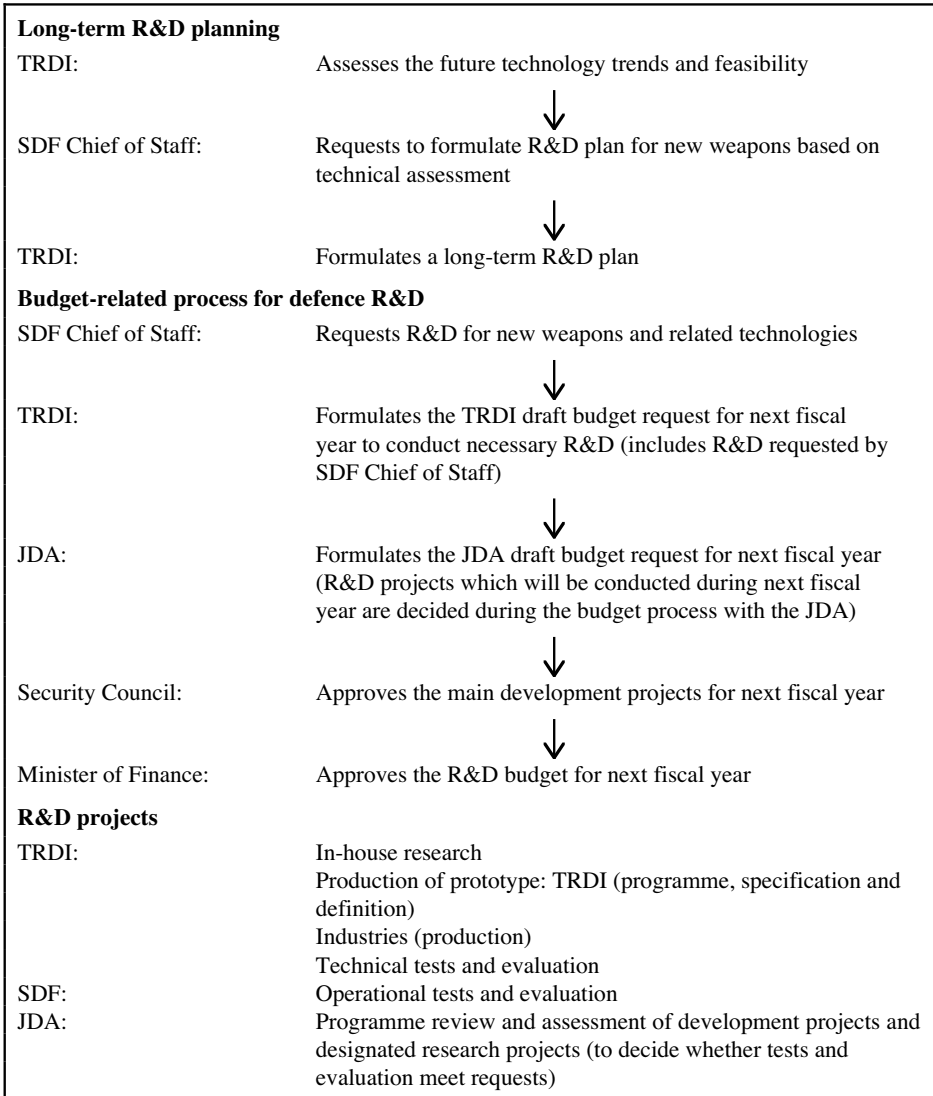 Long-term R&D planning
TRDI: Assesses the future technology trends and feasibility
SDF Chief of Staff: Requests to formulate R&D plan for new weapons based on
technical assessment
TRDI: Formulates a long-term R&D plan
Budget-related process for defence R&D
SDF Chief of Staff: Requests R&D for new weapons and related technologies
TRDI: Formulates the TRDI draft budget request for next fiscal
year to conduct necessary R&D (includes R&D requested by
SDF Chief of Staff)
JDA: Formulates the JDA draft budget request for next fiscal year
(R&D projects which will be conducted during next fiscal
year are decided during the budget process with the JDA)
Security Council: Approves the main development projects for next fiscal year
Minister of Finance: Approves the R&D budget for next fiscal year
R&D projects
TRDI: In-house research
Production of prototype: TRDI (programme, specification and
definition)
Industries (production)
Technical tests and evaluation
SDF: Operational tests and evaluation
JDA: Programme review and assessment of development projects and
designated research projects (to decide whether tests and
evaluation meet requests)